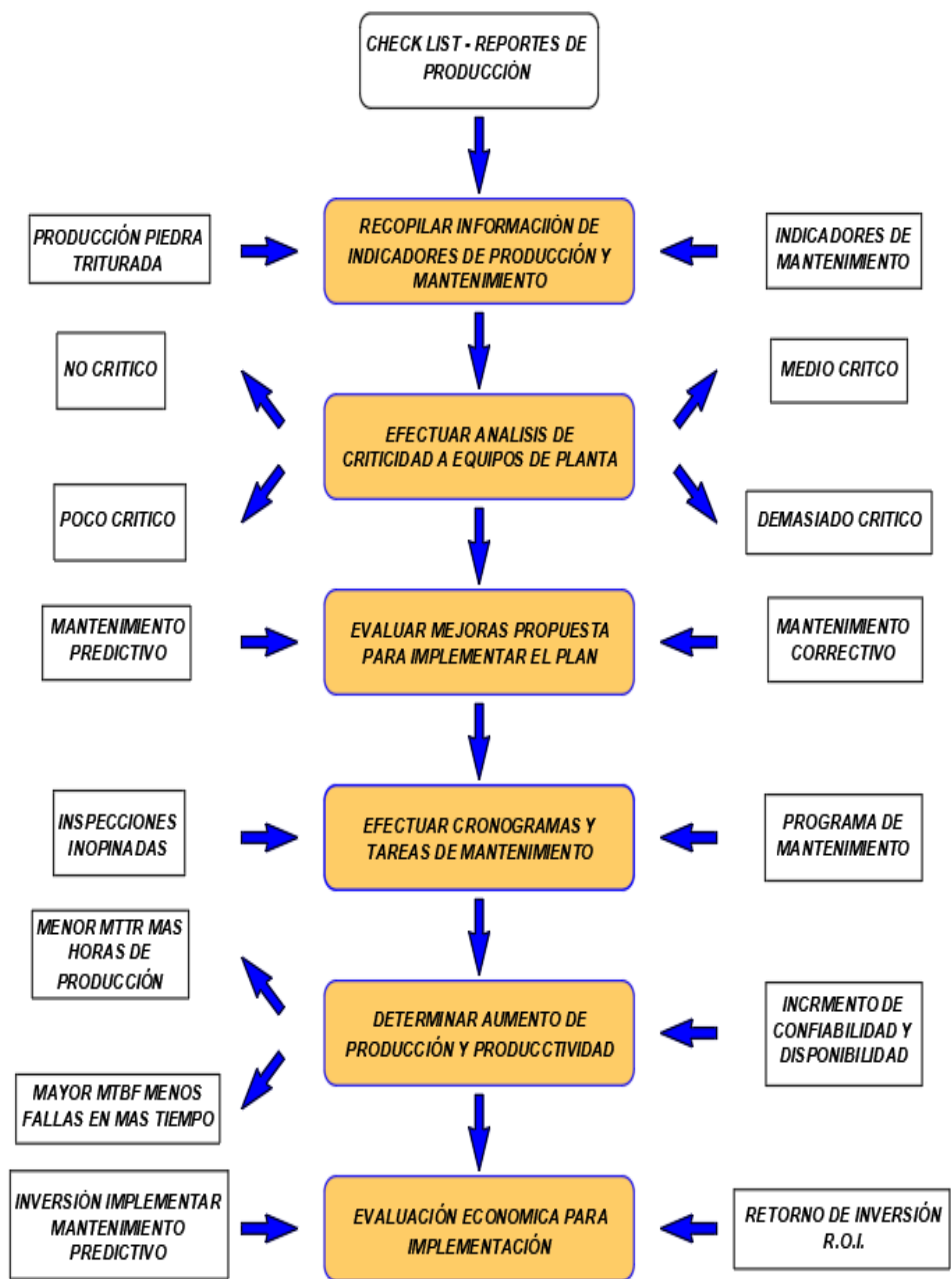 CHECK LIST - REPORTES DE
PRODUCCIÓN
PRODUCCIÓN PIEDRA
TRITURADA
RECOPILAR INFORMACIIÓN DE
INDICADORES DE PRODUCCIÓN Y
MANTENIMIENTO
INDICADORES DE
MANTENIMIENTO
NO CRITICO
MEDIO CRITCO
EFECTUAR ANALISIS DE
CRITICIDAD A EQUIPOS DE PLANTA
POCO CRITICO
DEMASIADO CRITICO
MANTENIMIENTO
PREDICTIVO
EVALUAR MEJORAS PROPUESTA
PARA IMPLEMENTAR EL PLAN
MANTENIMIENTO
CORRECTIVO
INSPECCIONES
INOPINADAS
EFECTUAR CRONOGRAMAS Y
TAREAS DE MANTENIMIENTO
PROGRAMA DE
MANTENIMIENTO
MENOR MTTR MAS
HORAS DE
PRODUCCIÓN
DETERMINAR AUMENTO DE
PRODUCCIÓN Y PRODUCCTIVIDAD
INCRMENTO DE
CONFIABILIDAD Y
DISPONIBILIDAD
MAYOR MTBF MENOS
FALLAS EN MAS TIEMPO
INVERSIÓN IMPLEMENTAR
MANTENIMIENTO
PREDICTIVO
EVALUACIÓN ECONOMICA PARA
IMPLEMENTACIÓN
RETORNO DE INVERSIÓN
R.O.I.